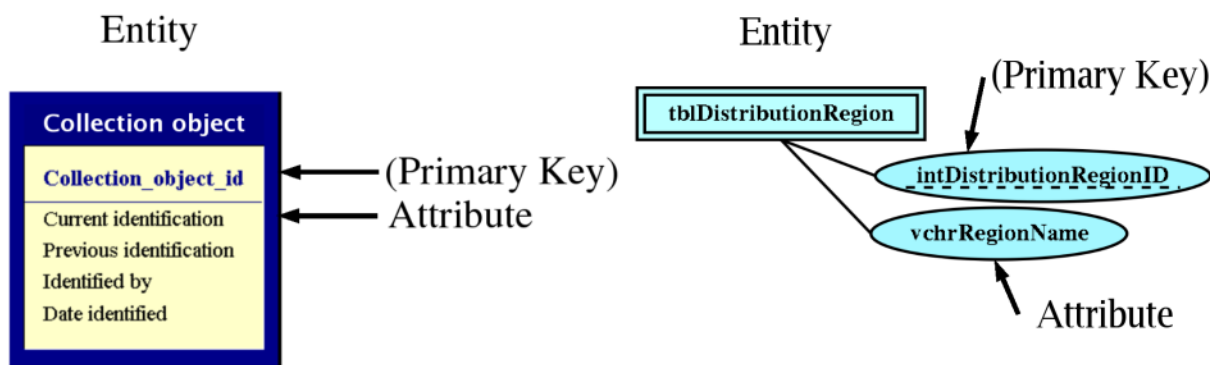 Entity
Collection object
Collection_object_id
Current identification
Previous identification
Identified by
Date identified
(Primary Key)
Attribute
Entity
tblDistributionRegion
(Primary Key)
intDistributionRegionID
vchrRegionName
Attribute